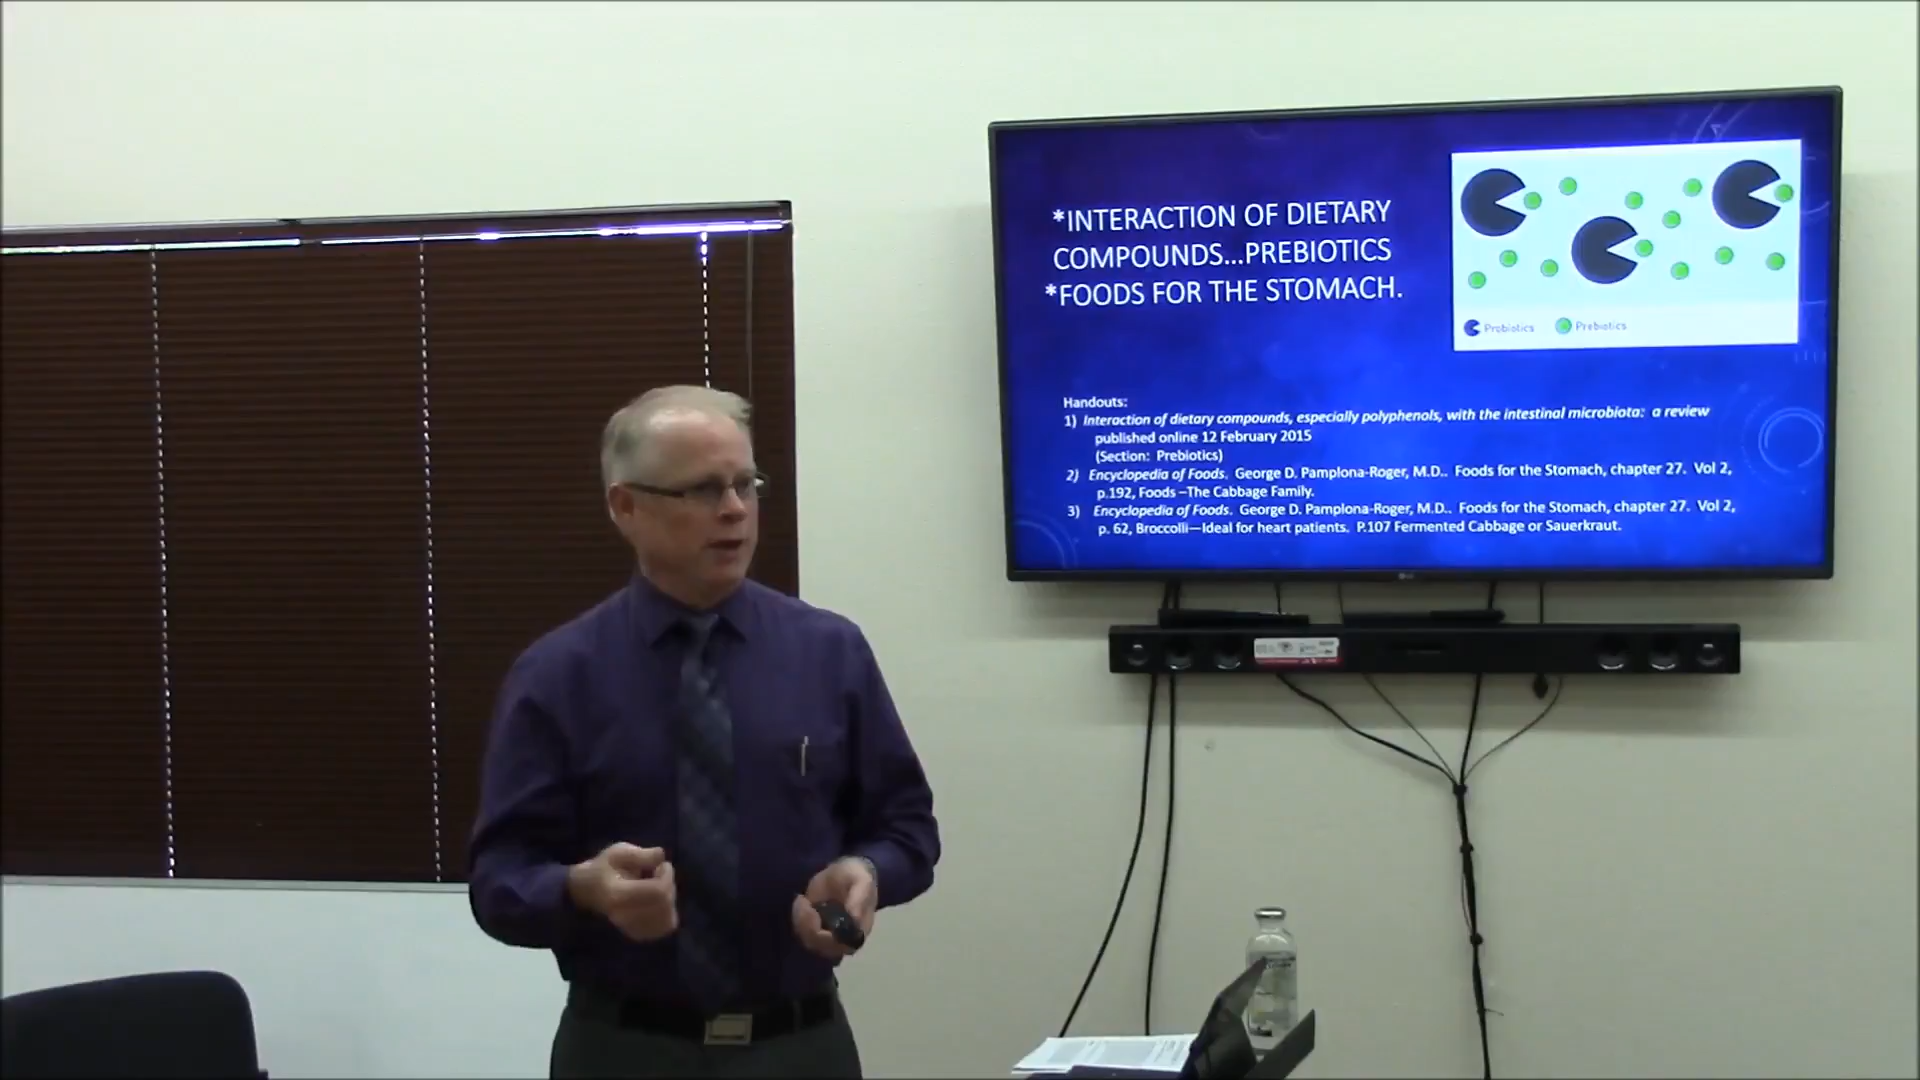 *INTERACTION OF DIETARY
COMPOUNDS...PREBIOTICS
*FOODS FOR THE STOMACH.
Probiotics
Prebiotics
Handouts:
1) Interaction of dietary compounds, especially polyphenols, with the intestinal microbiota: a review
published online 12 February 2015
(Section: Prebiotics)
2) Encyclopedia of Foods. George D. Pamplona-Roger, M.D.. Foods for the Stomach, chapter 27. Vol 2,
p.192, Foods –The Cabbage Family.
3) Encyclopedia of Foods. George D. Pamplona-Roger, M.D.. Foods for the Stomach, chapter 27. Vol 2,
p. 62, Broccolli—Ideal for heart patients. P.107 Fermented Cabbage or Sauerkraut.
LG